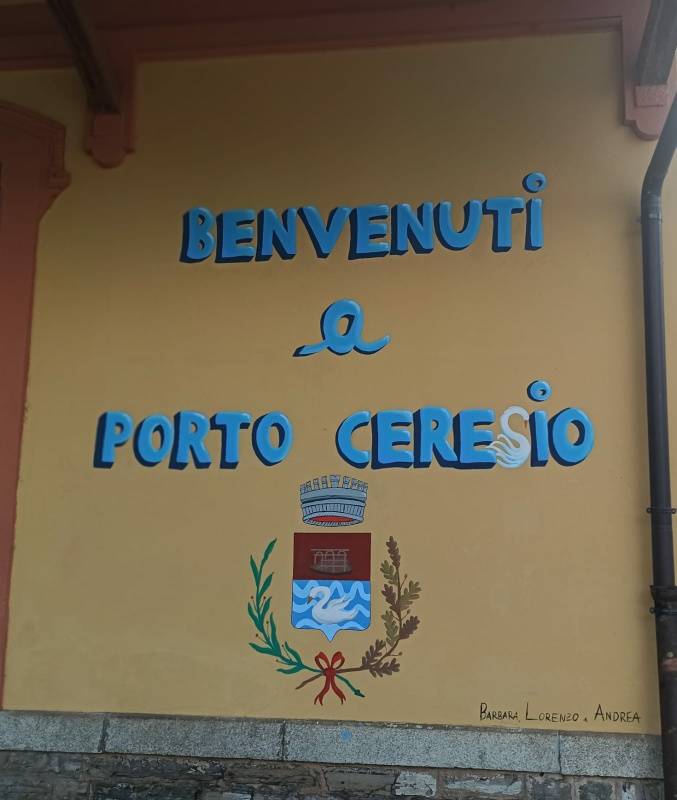 BENVENUTi
a
PORTO CERESiO
BARBARA, LORENZO e ANDREA